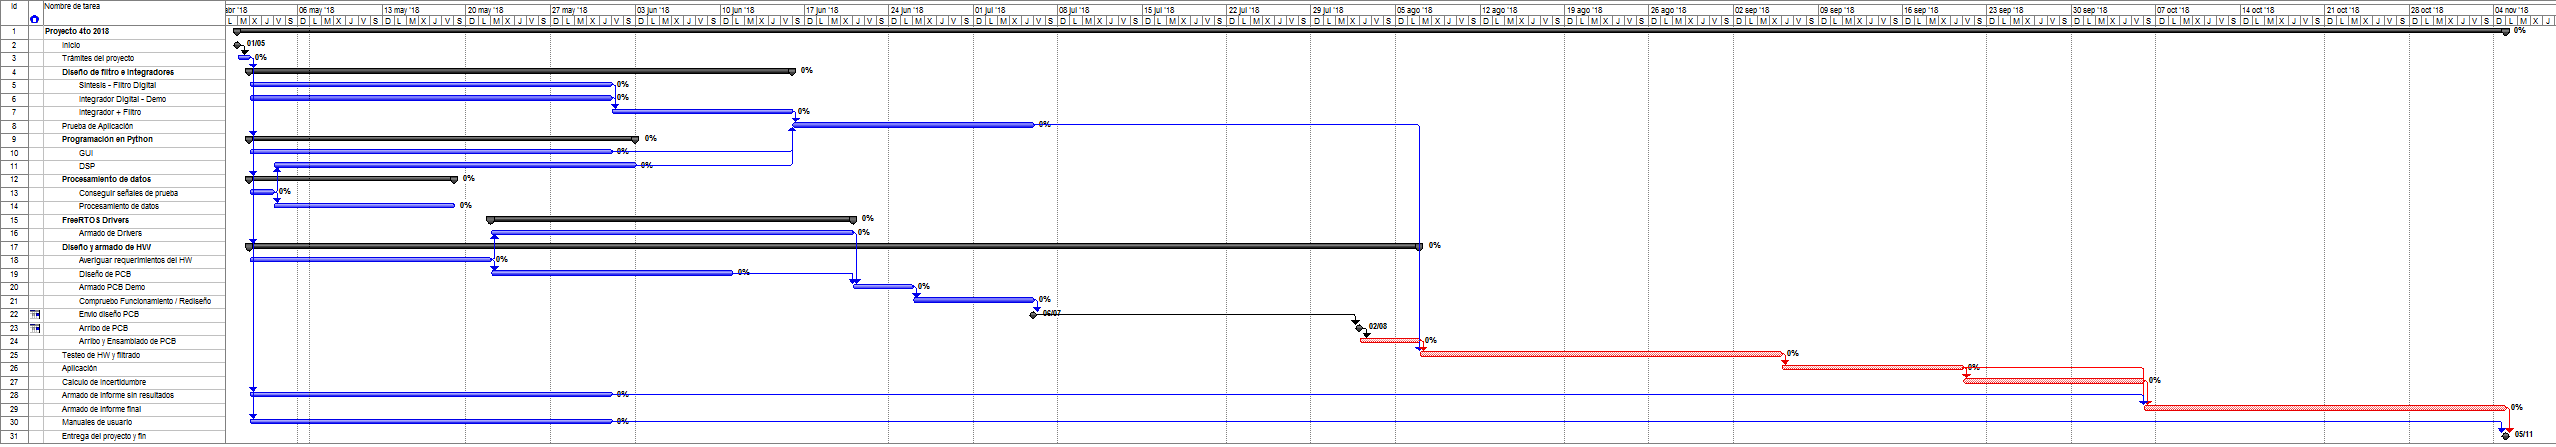 Id Nombre de tarea abr '18 06 may '18 13 may '18 20 may '18 27 may '18 03 jun '18 10 jun '18 17 jun '18 24 jun '18 01 jul '18 08 jul '18 15 jul '18 22 jul '18 29 jul '18 05 ago '18 12 ago '18 19 ago '18 26 ago '18 02 sep '18 09 sep '18 16 sep '18 23 sep '18 30 sep '18 07 oct '18 14 oct '18 21 oct '18 28 oct '18 04 nov '18
L M X J V S D L M X J V S D L M X J V S D L M X J V S D L M X J V S D L M X J V S D L M X J V S D L M X J V S D L M X J V S D L M X J V S D L M X J V S D L M X J V S D L M X J V S D L M X J V S D L M X J V S D L M X J V S D L M X J V S D L M X J V S D L M X J V S D L M X J V S D L M X J V S D L M X J V S D L M X J V S D L M X J V S D L M X J V S D L M X J V S D L M X J V S D L M X J
1 Proyecto 4to 2018 0%
2 Inicio 01/05
3 Trámites del proyecto 0%
4 Diseño de filtro e integradores 0%
5 Sintesis - Filtro Digital 0%
6 Integrador Digital - Demo 0%
7 Integrador + Filtro 0%
8 Prueba de Aplicación 0%
9 Programación en Python 0%
10 GUI 0%
11 DSP 0%
12 Procesamiento de datos 0%
13 Conseguir señales de prueba 0%
14 Procesamiento de datos 0%
15 FreeRTOS Drivers 0%
16 Armado de Drivers 0%
17 Diseño y armado de HW 0%
18 Averiguar requerimientos del HW 0%
19 Diseño de PCB 0%
20 Armado PCB Demo 0%
21 Compruebo Funcionamiento / Rediseño 0%
22 Envio diseño PCB 06/07
23 Arribo de PCB 02/08
24 Arribo y Ensamblado de PCB 0%
25 Testeo de HW y filtrado 0%
26 Aplicación 0%
27 Calculo de incertidumbre 0%
28 Armado de informe sin resultados 0%
29 Armado de informe final 0%
30 Manuales de usuario 0%
31 Entrega del proyecto y fin 05/11